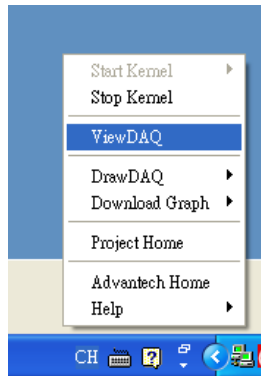 Start Kernel
Stop Kernel
ViewDAQ
DrawDAQ
Download Graph
Project Home
Advantech Home
Help
CH